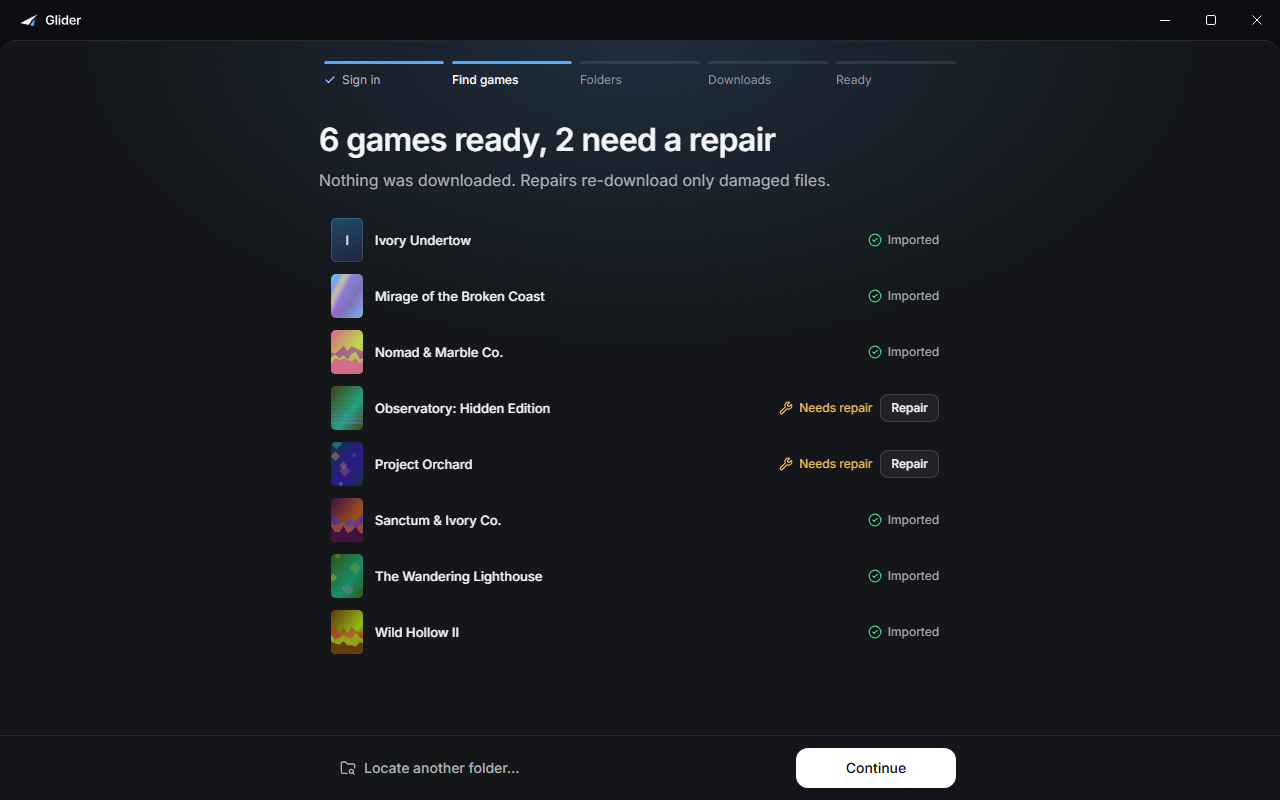 Glider
Sign in
Find games
Folders
Downloads
Ready
6 games ready, 2 need a repair
Nothing was downloaded. Repairs re-download only damaged files.
I
Ivory Undertow
Imported
Mirage of the Broken Coast
Imported
Nomad & Marble Co.
Imported
Observatory: Hidden Edition
Needs repair
Repair
Project Orchard
Needs repair
Repair
Sanctum & Ivory Co.
Imported
The Wandering Lighthouse
Imported
Wild Hollow II
Imported
Locate another folder...
Continue